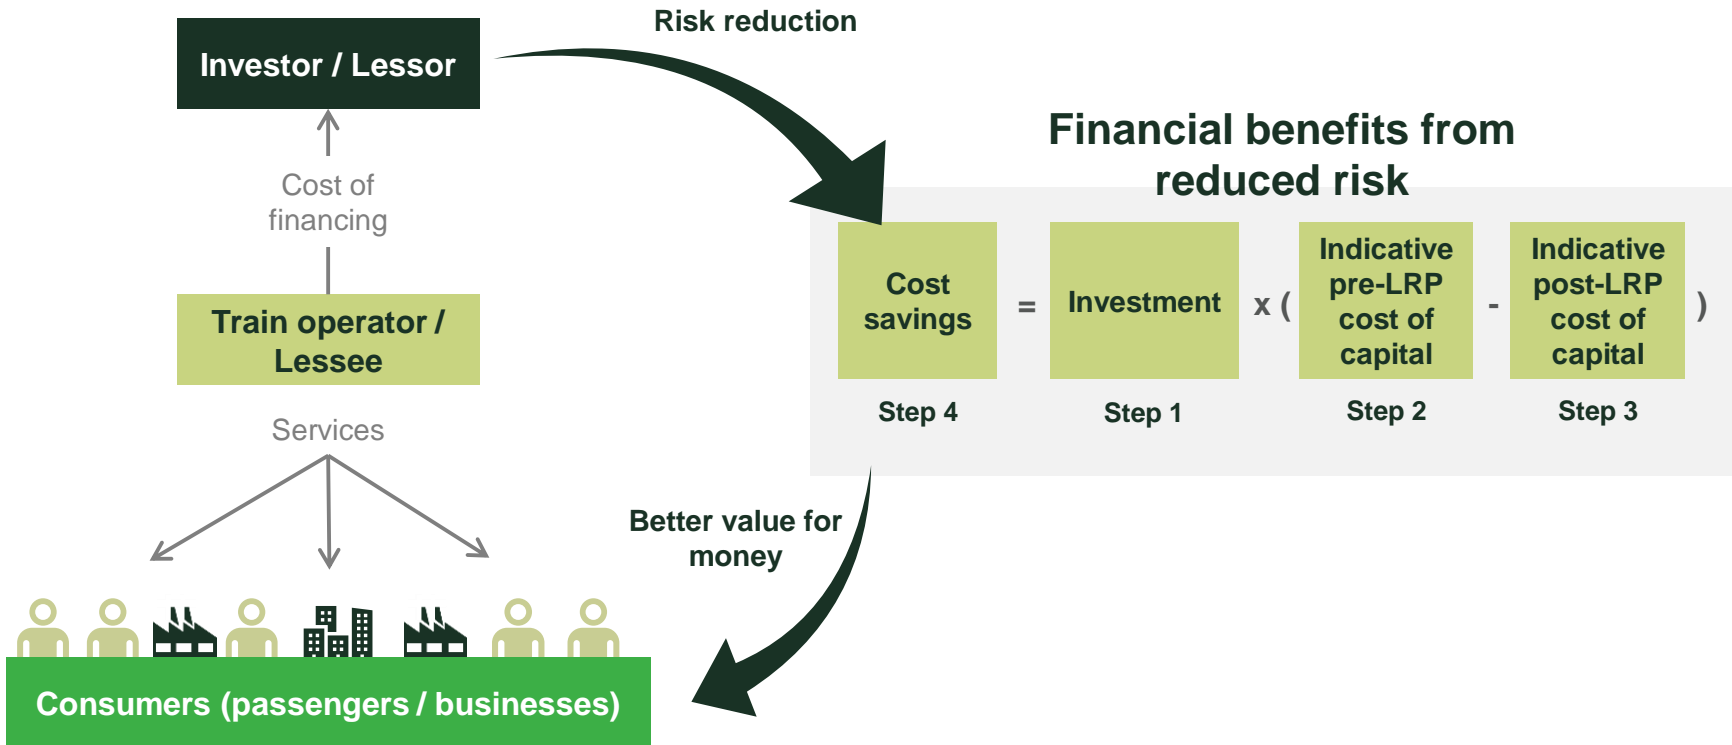 Risk reduction
Investor / Lessor
Cost of
financing
Train operator /
Lessee
Services
Consumers (passengers / businesses)
Financial benefits from
reduced risk
Cost
savings
=
Investment
x (
Indicative
pre-LRP
cost of
capital
-
Indicative
post-LRP
cost of
capital
)
Step 4
Step 1
Step 2
Step 3
Better value for
money